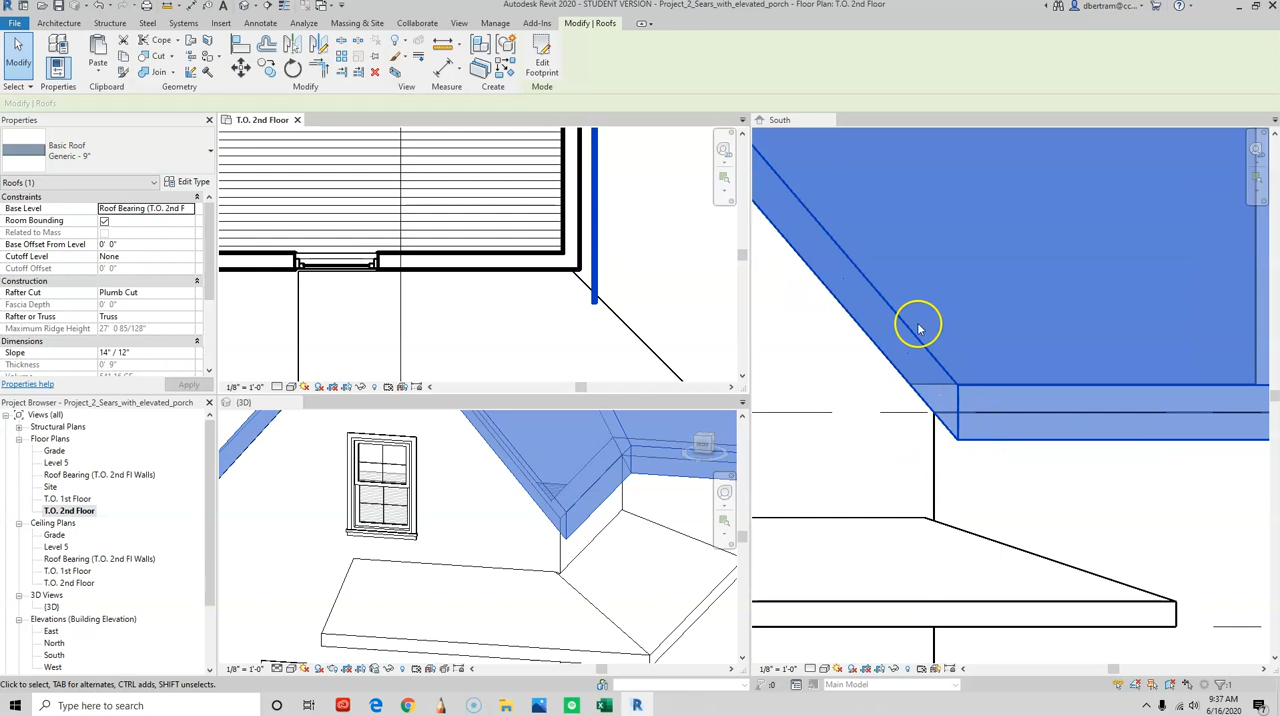 Autodesk Revit 2020 - STUDENT VERSION - Project_2_Sears_with_elevated_porch - Floor Plan: T.O. 2nd Floor
dbertram@cc...
File Architecture Structure Steel Systems Insert Annotate Analyze Massing & Site Collaborate View Manage Add-Ins Modify | Roofs
Modify Paste Cope Cut Join Edit
Footprint
Select Properties Clipboard Geometry Modify View Measure Create Mode
Modify | Roofs
Properties
Basic Roof
Generic - 9"
Roofs (1) Edit Type
Constraints
Base Level Roof Bearing (T.O. 2nd F
Room Bounding
Related to Mass
Base Offset From Level 0' 0"
Cutoff Level None
Cutoff Offset 0' 0"
Construction
Rafter Cut Plumb Cut
Fascia Depth 0' 0"
Rafter or Truss Truss
Maximum Ridge Height 27' 0 85/128"
Dimensions
Slope 14" / 12"
Thickness 0' 9"
Properties help Apply
Project Browser - Project_2_Sears_with_elevated_porch
Views (all)
Structural Plans
Floor Plans
Grade
Level 5
Roof Bearing (T.O. 2nd Fl Walls)
Site
T.O. 1st Floor
T.O. 2nd Floor
Ceiling Plans
Grade
Level 5
Roof Bearing (T.O. 2nd Fl Walls)
T.O. 1st Floor
T.O. 2nd Floor
3D Views
{3D}
Elevations (Building Elevation)
East
North
South
West
T.O. 2nd Floor
1/8" = 1'-0"
{3D}
1/8" = 1'-0"
South
1/8" = 1'-0"
Click to select, TAB for alternates, CTRL adds, SHIFT unselects.
:0 Main Model :1
Type here to search
9:37 AM
6/16/2020